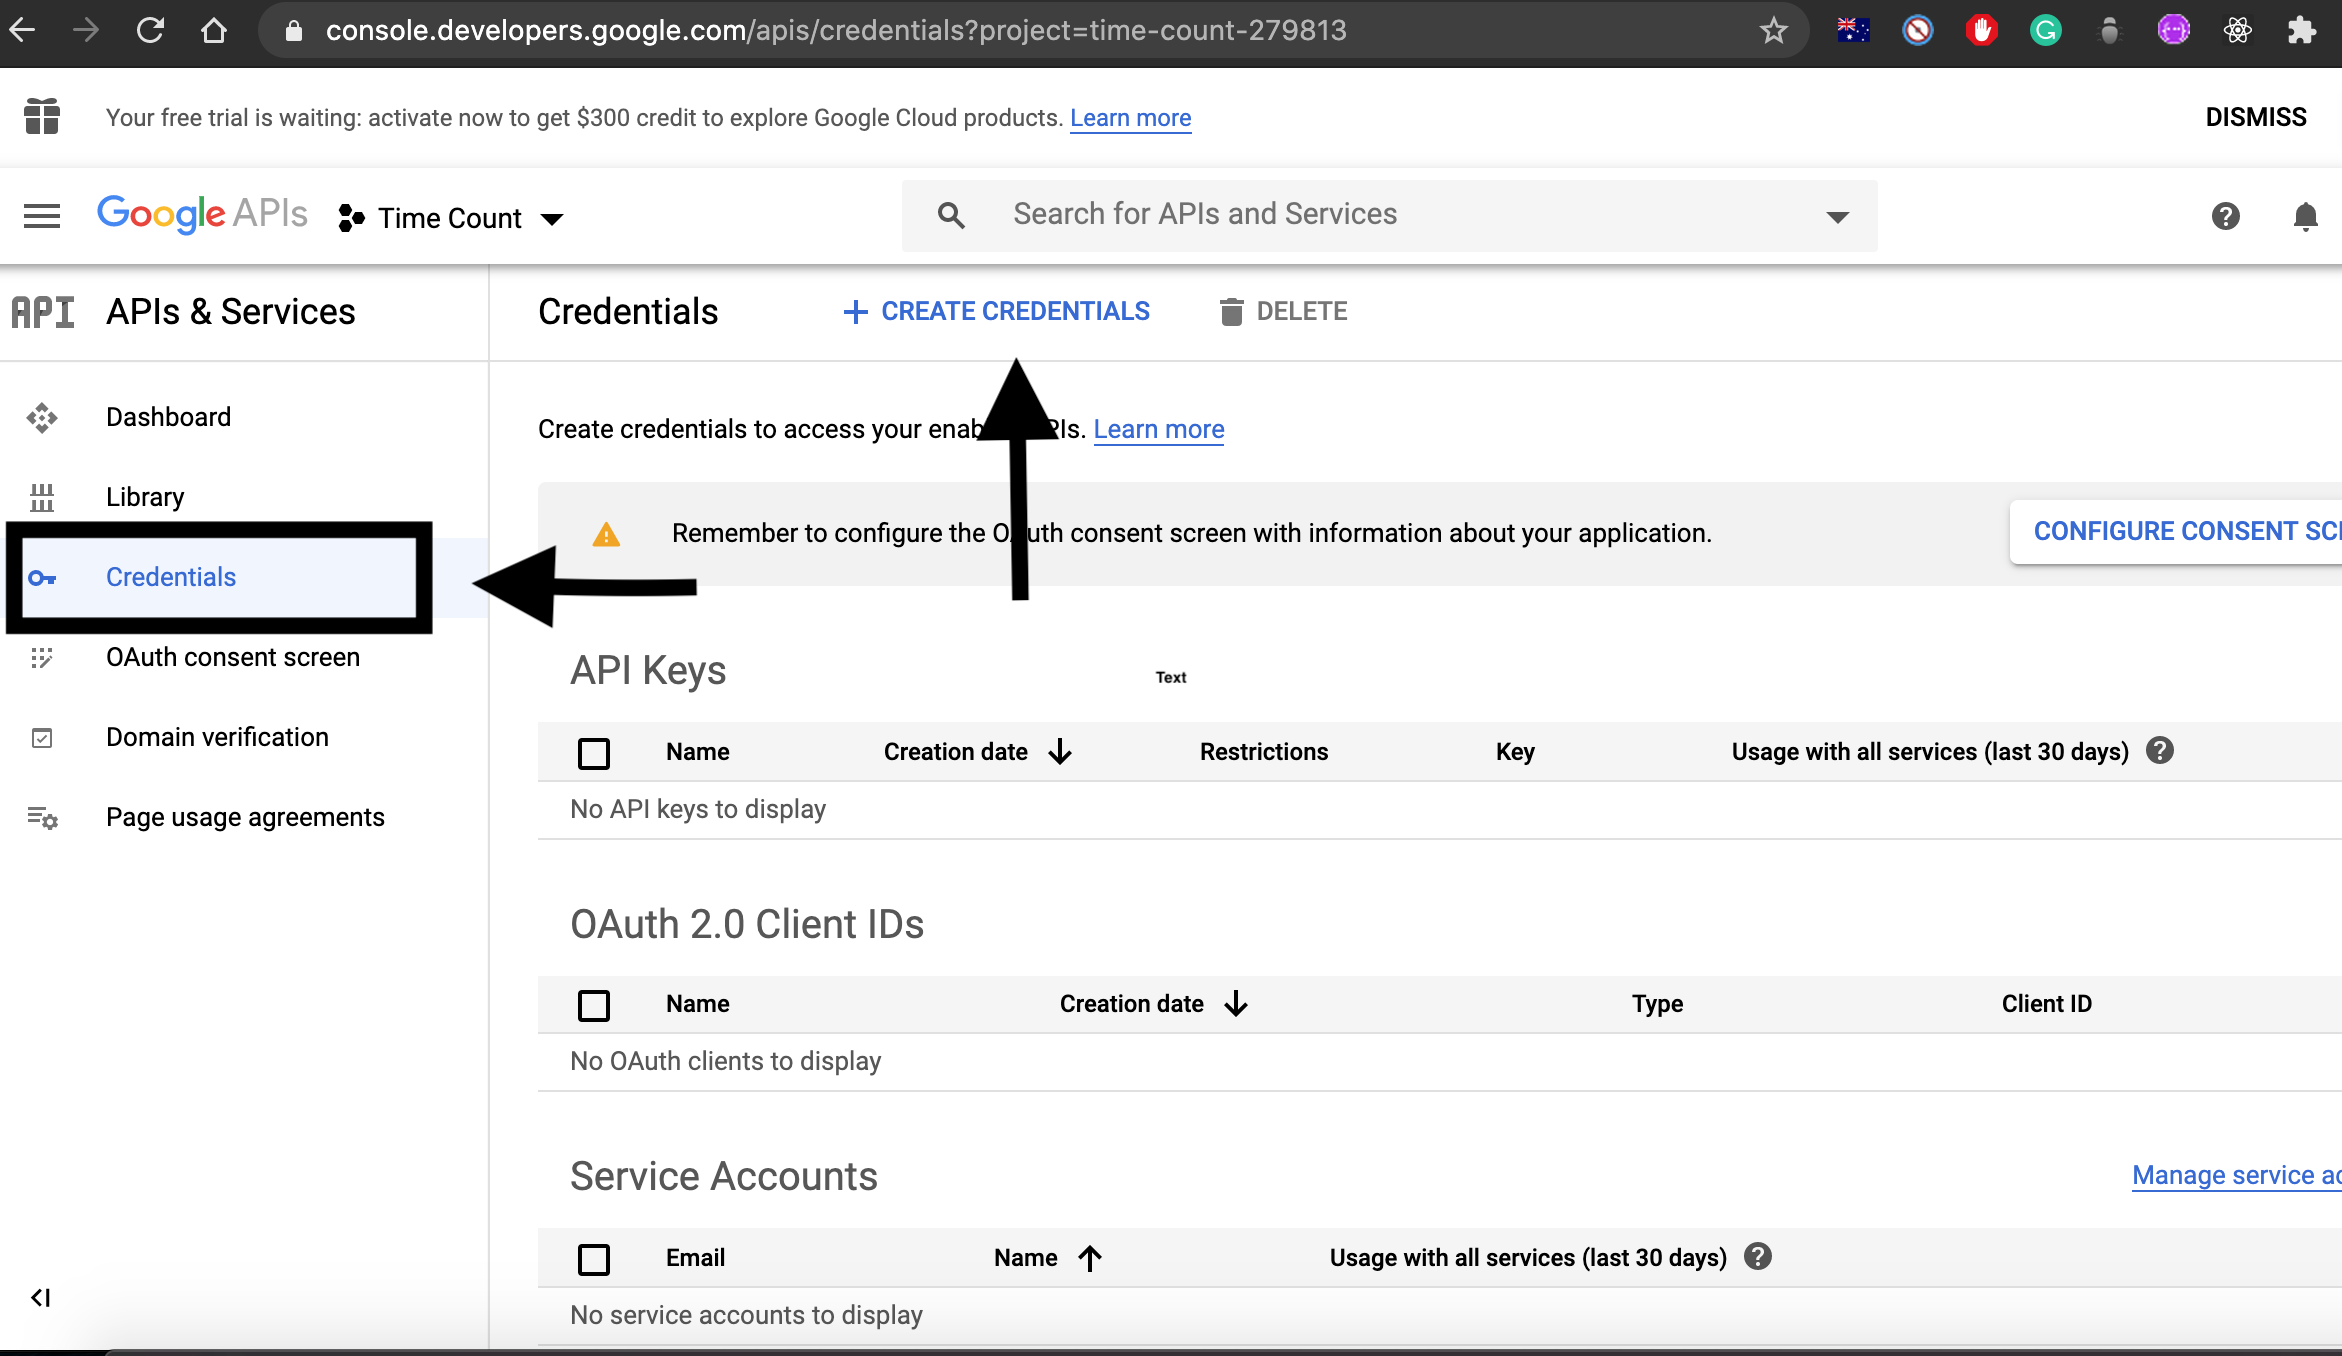 console.developers.google.com/apis/credentials?project=time-count-279813
Your free trial is waiting: activate now to get $300 credit to explore Google Cloud products. Learn more
DISMISS
Google APIs
Time Count
Search for APIs and Services
API APIs & Services
Credentials
+ CREATE CREDENTIALS
DELETE
Dashboard
Library
Credentials
OAuth consent screen
Domain verification
Page usage agreements
Create credentials to access your enab PIs. Learn more
Remember to configure the OAuth consent screen with information about your application.
CONFIGURE CONSENT SC
API Keys
Text
Name Creation date Restrictions Key Usage with all services (last 30 days)
No API keys to display
OAuth 2.0 Client IDs
Name Creation date Type Client ID
No OAuth clients to display
Service Accounts
Manage service ac
Email Name Usage with all services (last 30 days)
No service accounts to display